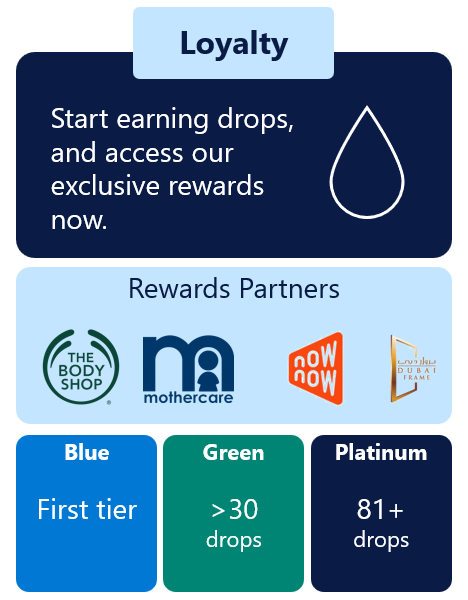 Loyalty
Start earning drops,
and access our
exclusive rewards
now.
Rewards Partners
THE
BODY
SHOP
®
mothercare
NOW
NOW
DUBAI
FRAME
Blue
First tier
Green
>30
drops
Platinum
81+
drops